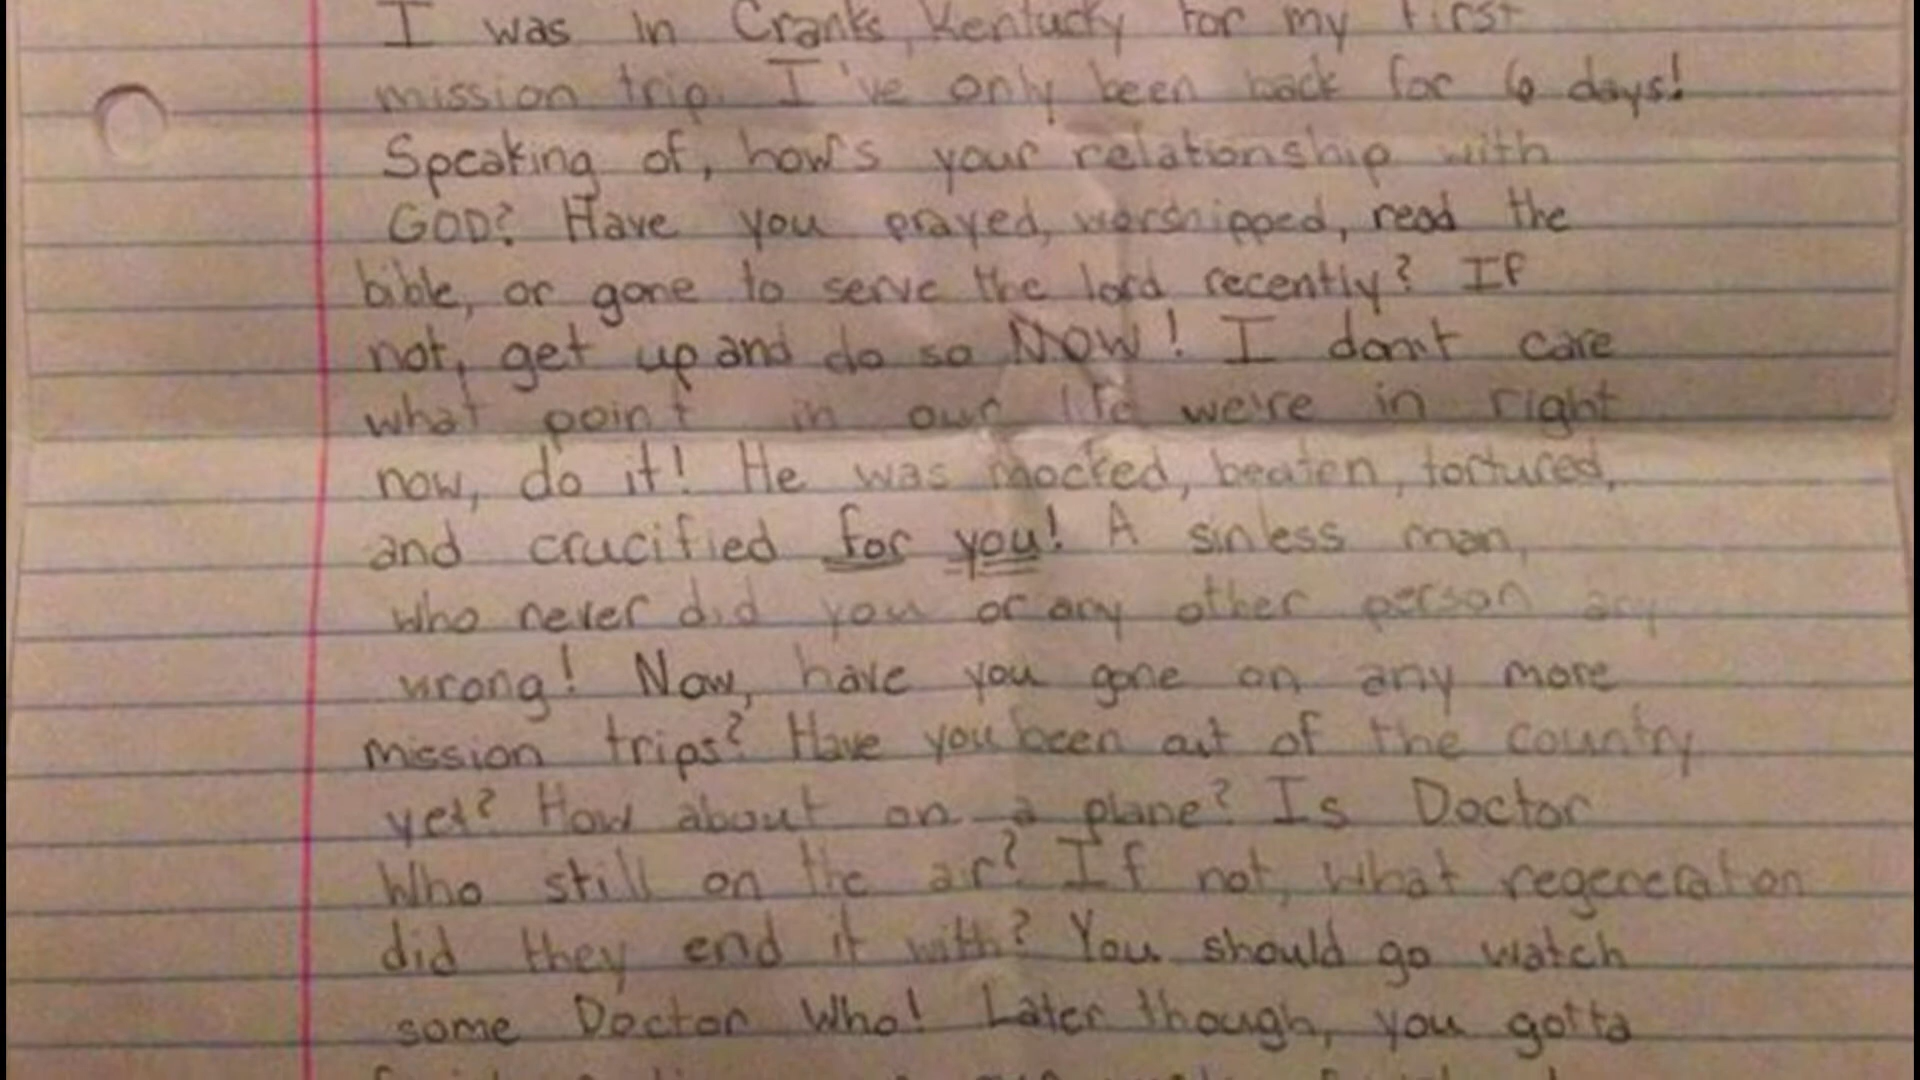 I was in Cranks, Kentucky for my first
mission trip. I've only been back for 6 days!
Speaking of, how's your relationship with
GOD? Have you prayed, worshipped, read the
bible, or gone to serve the lord recently? If
not, get up and do so NOW! I don't care
what point in our life we're in right
now, do it! He was mocked, beaten, tortured,
and crucified for you! A sinless man,
who never did you or any other person any
wrong! Now, have you gone on any more
mission trips? Have you been out of the country
yet? How about on a plane? Is Doctor
Who still on the air? If not, what regeneration
did they end it with? You should go watch
some Doctor Who! Later though, you gotta